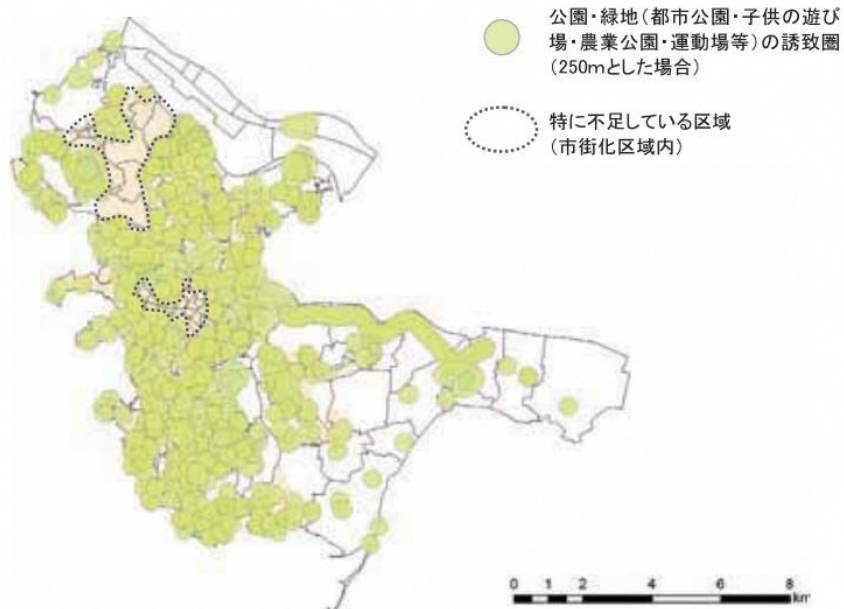 公園・緑地(都市公園・子供の遊び
場・農業公園・運動場等)の誘致圏
(250mとした場合)
特に不足している区域
(市街化区域内)
0 1 2 4 6 8
km